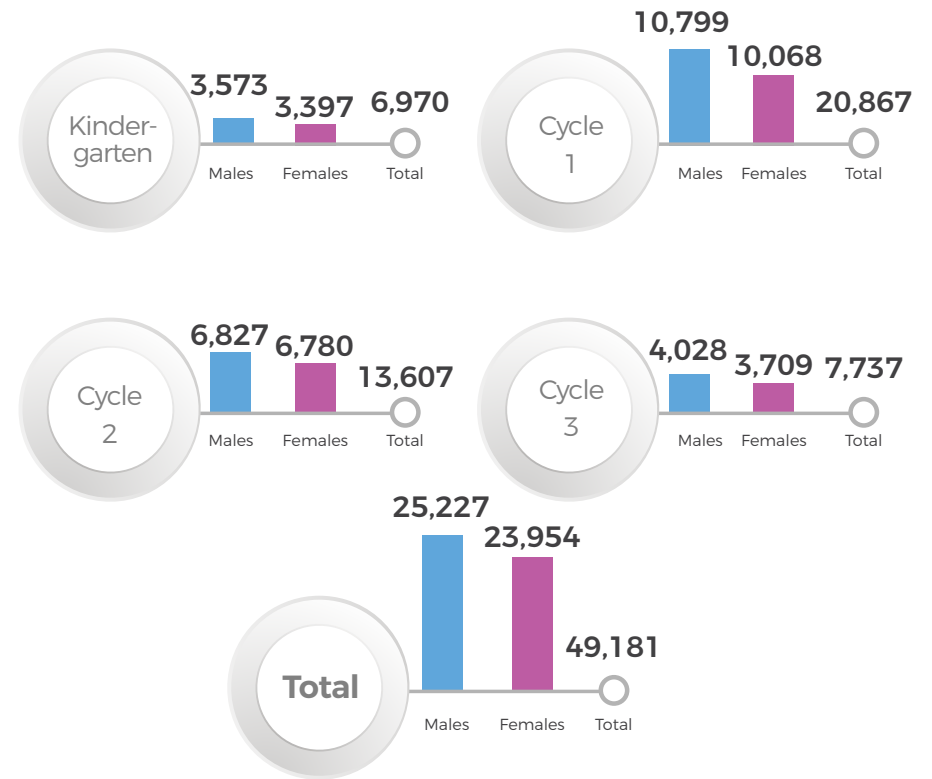 Kinder-
garten
3,573
3,397
6,970
Males
Females
Total
Cycle
1
10,799
10,068
20,867
Males
Females
Total
Cycle
2
6,827
6,780
13,607
Males
Females
Total
Cycle
3
4,028
3,709
7,737
Males
Females
Total
Total
25,227
23,954
49,181
Males
Females
Total